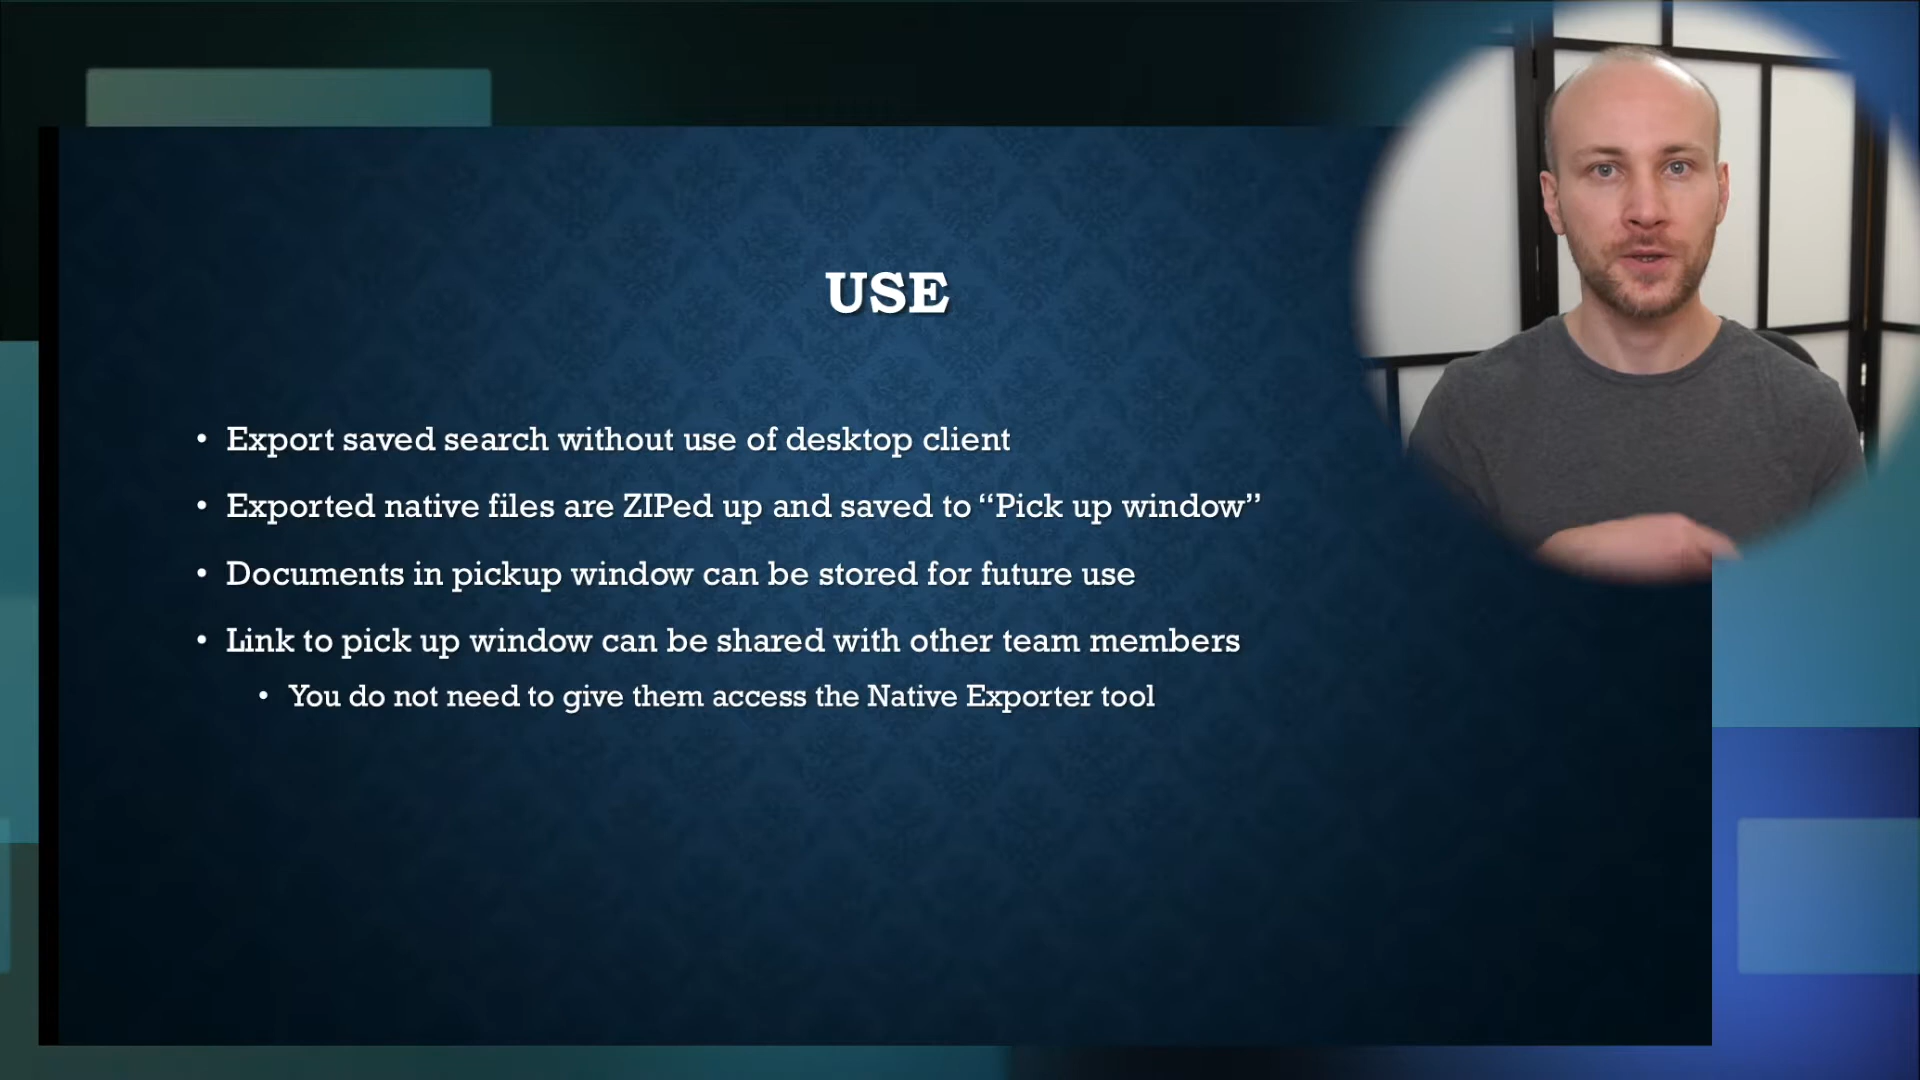 USE
• Export saved search without use of desktop client
• Exported native files are ZIPed up and saved to “Pick up window”
• Documents in pickup window can be stored for future use
• Link to pick up window can be shared with other team members
• You do not need to give them access the Native Exporter tool